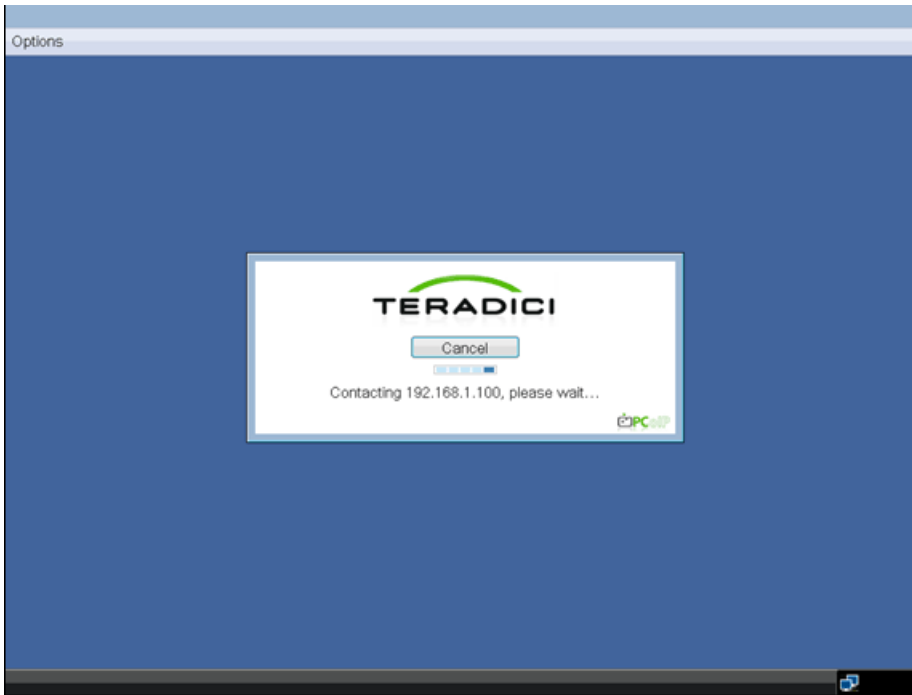 Options
TERADICI
Cancel
Contacting 192.168.1.100, please wait...
PCoIP